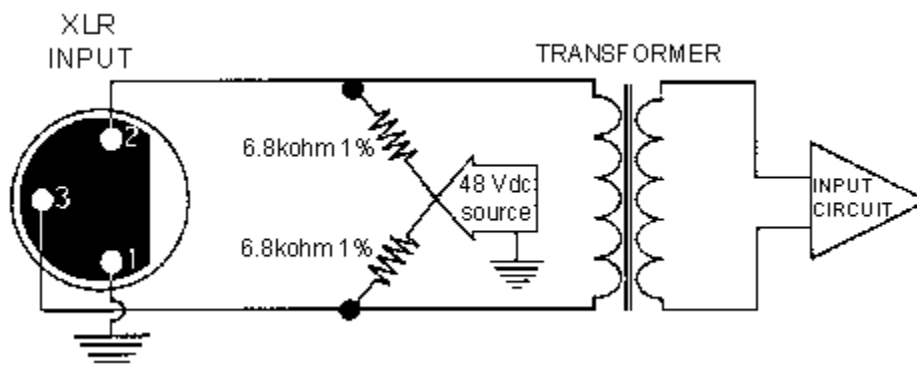 XLR
INPUT
TRANSFORMER
2
3
1
6.8kohm 1%
48 Vdc
source
6.8kohm 1%
INPUT
CIRCUIT